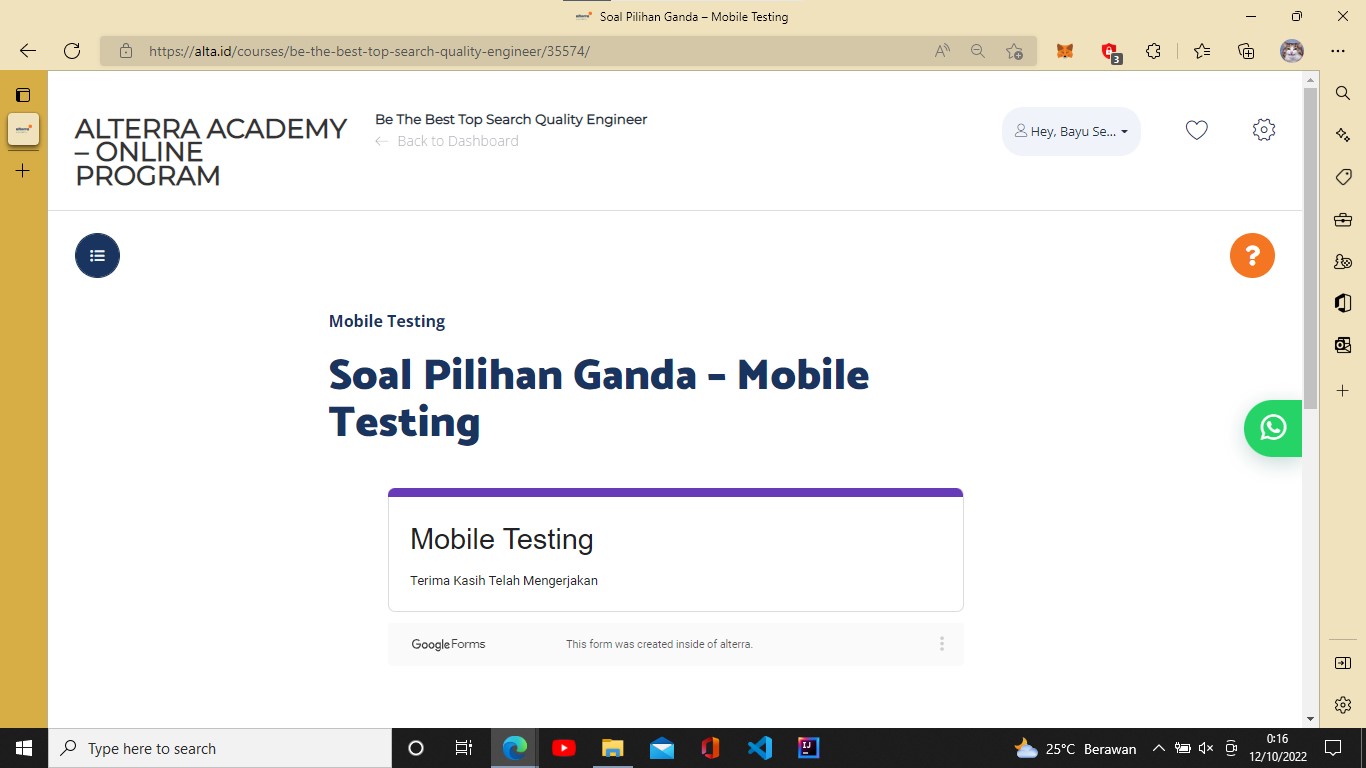 Soal Pilihan Ganda – Mobile Testing
https://alta.id/courses/be-the-best-top-search-quality-engineer/35574/
3
ALTERRA ACADEMY
– ONLINE
PROGRAM
Be The Best Top Search Quality Engineer
← Back to Dashboard
Hey, Bayu Se...
?
Mobile Testing
Soal Pilihan Ganda – Mobile
Testing
Mobile Testing
Terima Kasih Telah Mengerjakan
Google Forms
This form was created inside of alterra.
Type here to search
25°C Berawan
0:16
12/10/2022